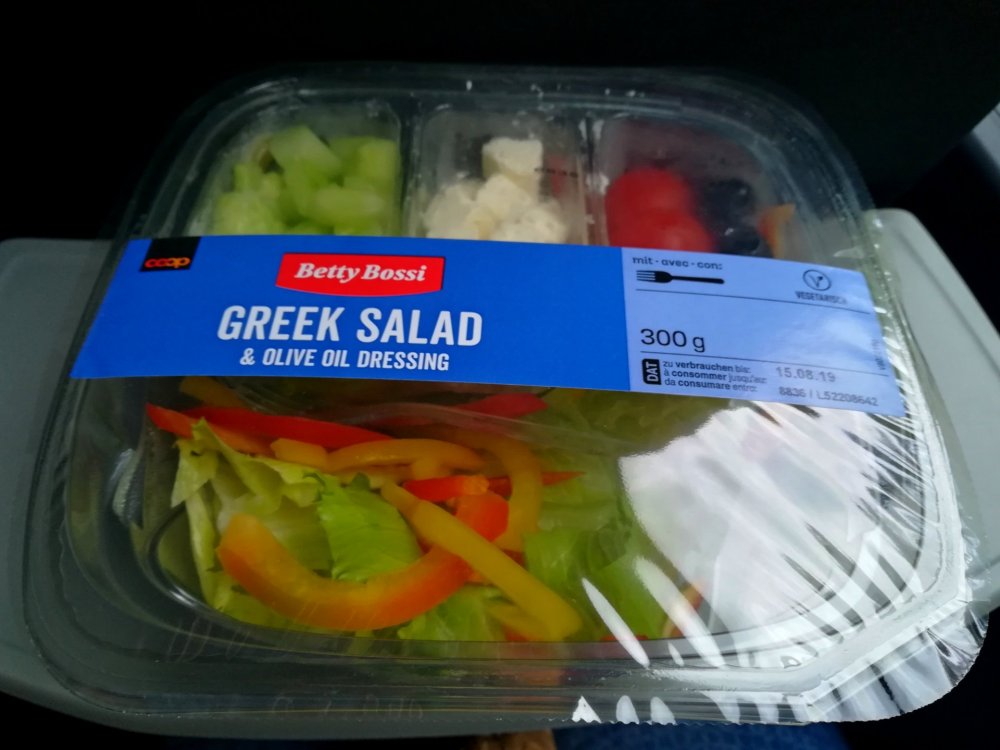 coop
Betty Bossi
GREEK SALAD
& OLIVE OIL DRESSING
mit · avec · con:
VEGETARISCH
300 g
DAT
zu verbrauchen bis:
à consommer jusqu'au:
da consumare entro:
15.08.19
8836 / L52208642